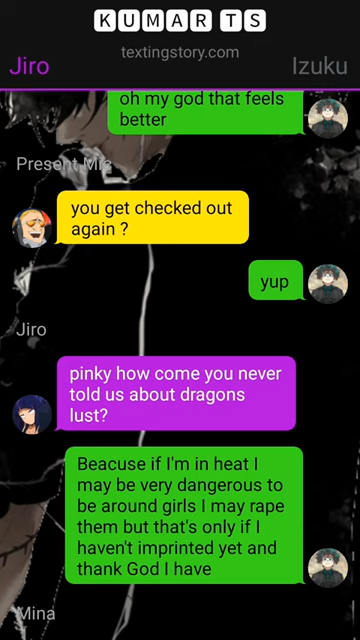 KUMAR TS
textingstory.com
Jiro
Izuku
oh my god that feels
better
Present Mic
you get checked out
again ?
yup
Jiro
pinky how come you never
told us about dragons
lust?
Beacuse if I'm in heat I
may be very dangerous to
be around girls I may rape
them but that's only if I
haven't imprinted yet and
thank God I have
Mina